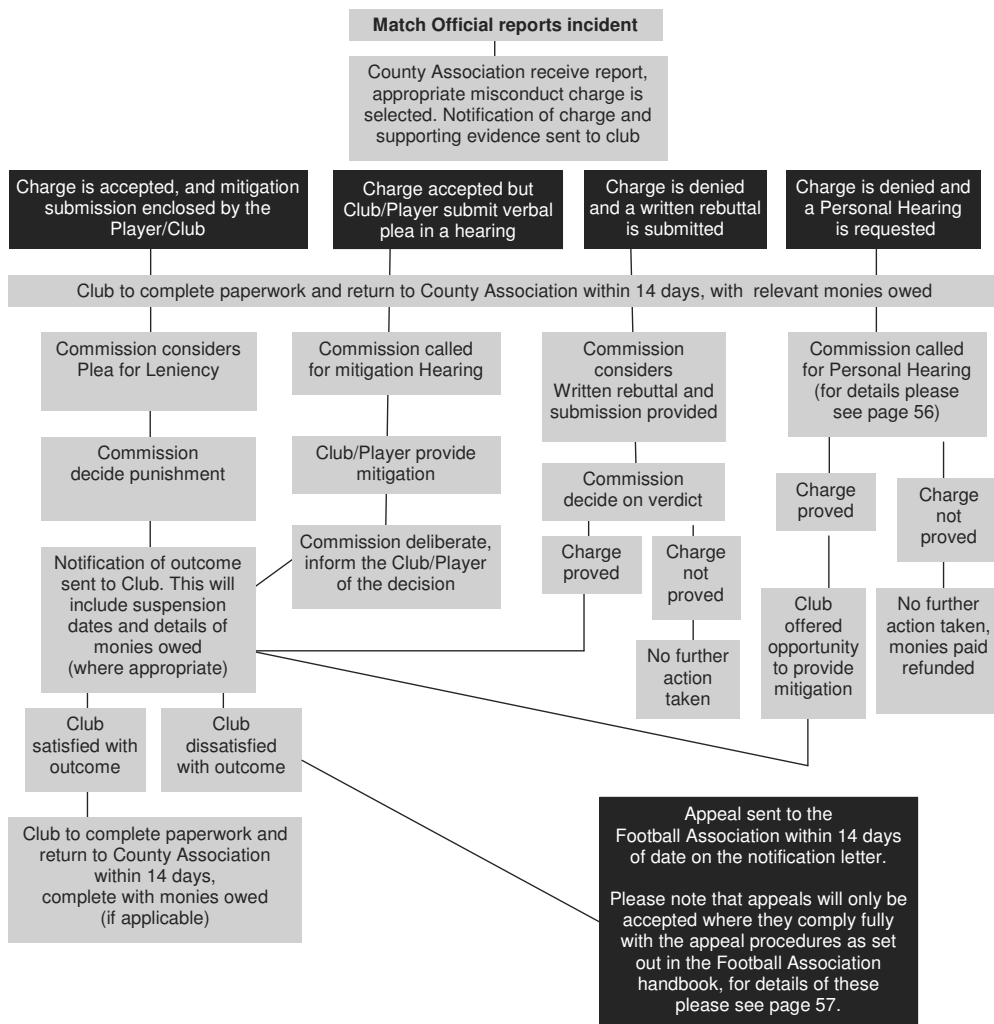 Match Official reports incident
County Association receive report,
appropriate misconduct charge is
selected. Notification of charge and
supporting evidence sent to club
Charge is accepted, and mitigation
submission enclosed by the
Player/Club
Charge accepted but
Club/Player submit verbal
plea in a hearing
Charge is denied
and a written rebuttal
is submitted
Charge is denied and
a Personal Hearing
is requested
Club to complete paperwork and return to County Association within 14 days, with relevant monies owed
Commission considers
Plea for Leniency
Commission
decide punishment
Notification of outcome
sent to Club. This will
include suspension
dates and details of
monies owed
(where appropriate)
Commission called
for mitigation Hearing
Club/Player provide
mitigation
Commission deliberate,
inform the Club/Player
of the decision
Commission
considers
Written rebuttal and
submission provided
Commission
decide on verdict
Charge
proved
Charge
not
proved
No further
action
taken
Commission called
for Personal Hearing
(for details please
see page 56)
Charge
proved
Charge
not
proved
Club
offered
opportunity
to provide
mitigation
No further
action taken,
monies paid
refunded
Club
satisfied with
outcome
Club
dissatisfied
with outcome
Club to complete paperwork and
return to County Association
within 14 days,
complete with monies owed
(if applicable)
Appeal sent to the
Football Association within 14 days
of date on the notification letter.
Please note that appeals will only be
accepted where they comply fully
with the appeal procedures as set
out in the Football Association
handbook, for details of these
please see page 57.